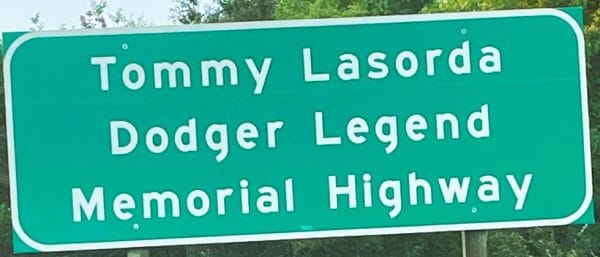 Tommy Lasorda
Dodger Legend
Memorial Highway